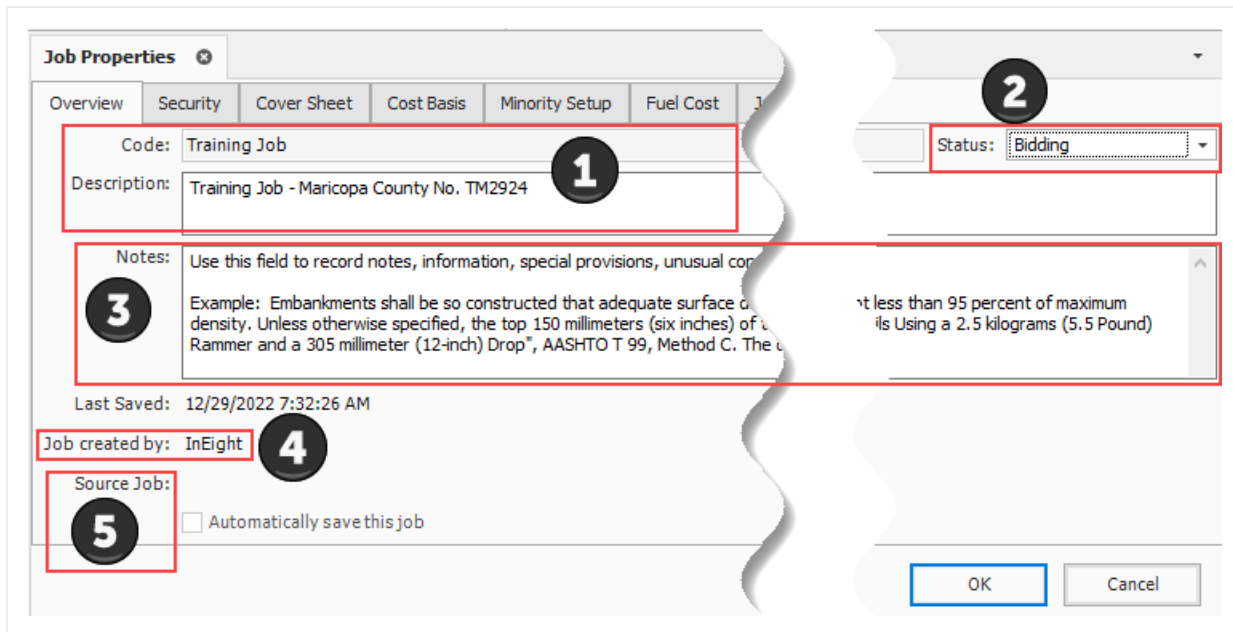 Job Properties
Overview Security Cover Sheet Cost Basis Minority Setup Fuel Cost
2
Code: Training Job Status: Bidding
1
Description: Training Job - Maricopa County No. TM2924
Notes: Use this field to record notes, information, special provisions, unusual
3
Example: Embankments shall be so constructed that adequate surface less than 95 percent of maximum
density. Unless otherwise specified, the top 150 millimeters (six inches) of Using a 2.5 kilograms (5.5 Pound)
Rammer and a 305 millimeter (12-inch) Drop", AASHTO T 99, Method C. The
Last Saved: 12/29/2022 7:32:26 AM
Job created by: InEight
4
Source Job:
5
Automatically save this job
OK Cancel